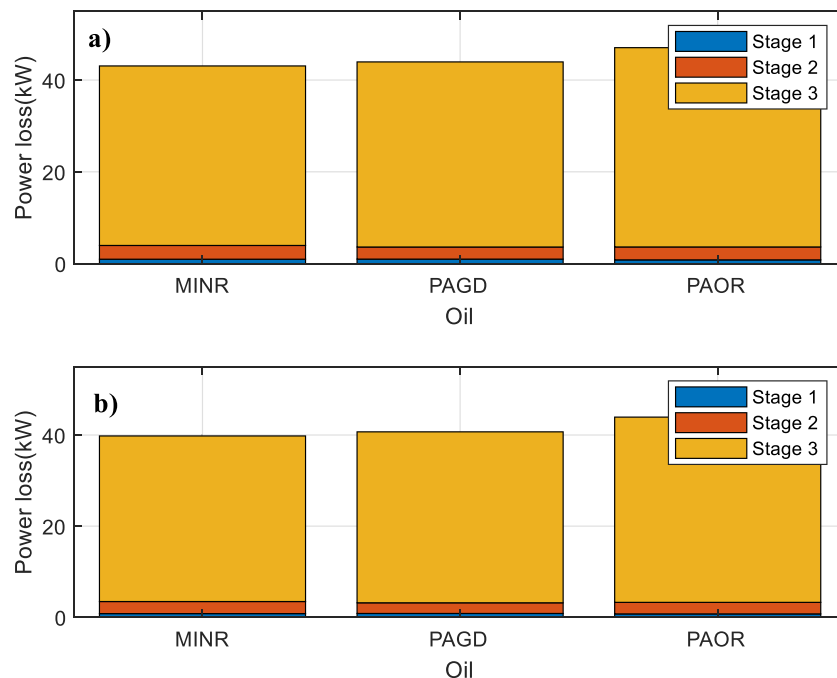 a)
Stage 1
Stage 2
Stage 3
Power loss(kW)
40
20
0
MINR PAGD PAOR
Oil
b)
Stage 1
Stage 2
Stage 3
Power loss(kW)
40
20
0
MINR PAGD PAOR
Oil